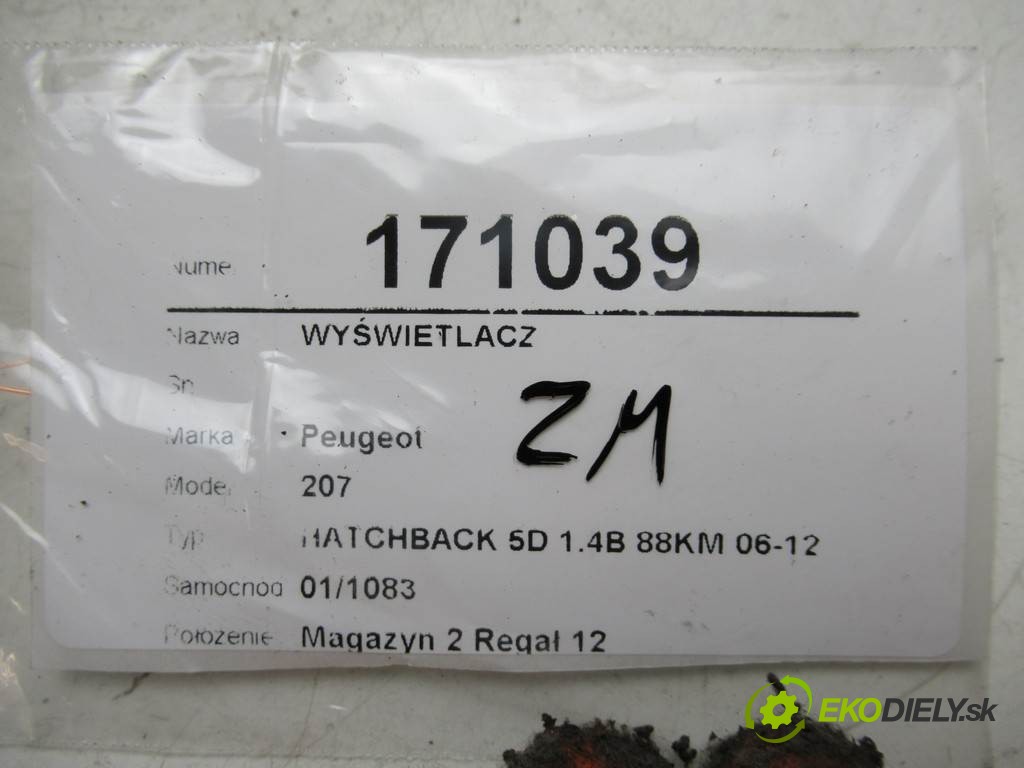 Nume 171039
Nazwa WYŚWIETLACZ
Sn
ZM
Marka Peugeot
Model 207
Typ HATCHBACK 5D 1.4B 88KM 06-12
Samochod 01/1083
Położenie Magazyn 2 Regał 12
EKODIELY.sk